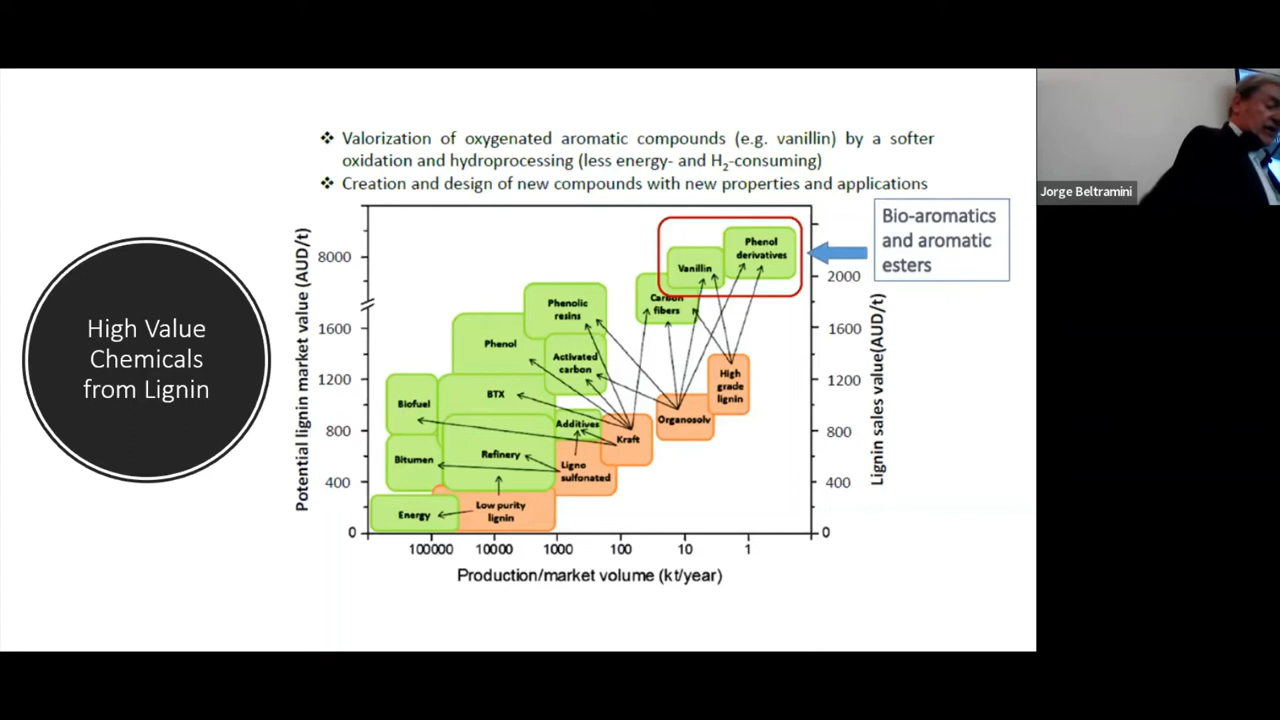 ❖ Valorization of oxygenated aromatic compounds (e.g. vanillin) by a softer
oxidation and hydroprocessing (less energy- and H2-consuming)
❖ Creation and design of new compounds with new properties and applications
Jorge Beltramini
High Value
Chemicals
from Lignin
Bio-aromatics
and aromatic
esters
Potential lignin market value (AUD/t)
8000
1600
1200
800
400
0
Phenol
derivatives
Vanillin
Carbon
fibers
Phenolic
resins
Phenol
Activated
carbon
High
grade
lignin
BTX
Biofuel
Additives
Organosolv
Kraft
Refinery
Bitumen
Ligno
sulfonated
Low purity
lignin
Energy
2000
1600
1200
800
400
0
Lignin sales value(AUD/t)
100000
10000
1000
100
10
1
Production/market volume (kt/year)